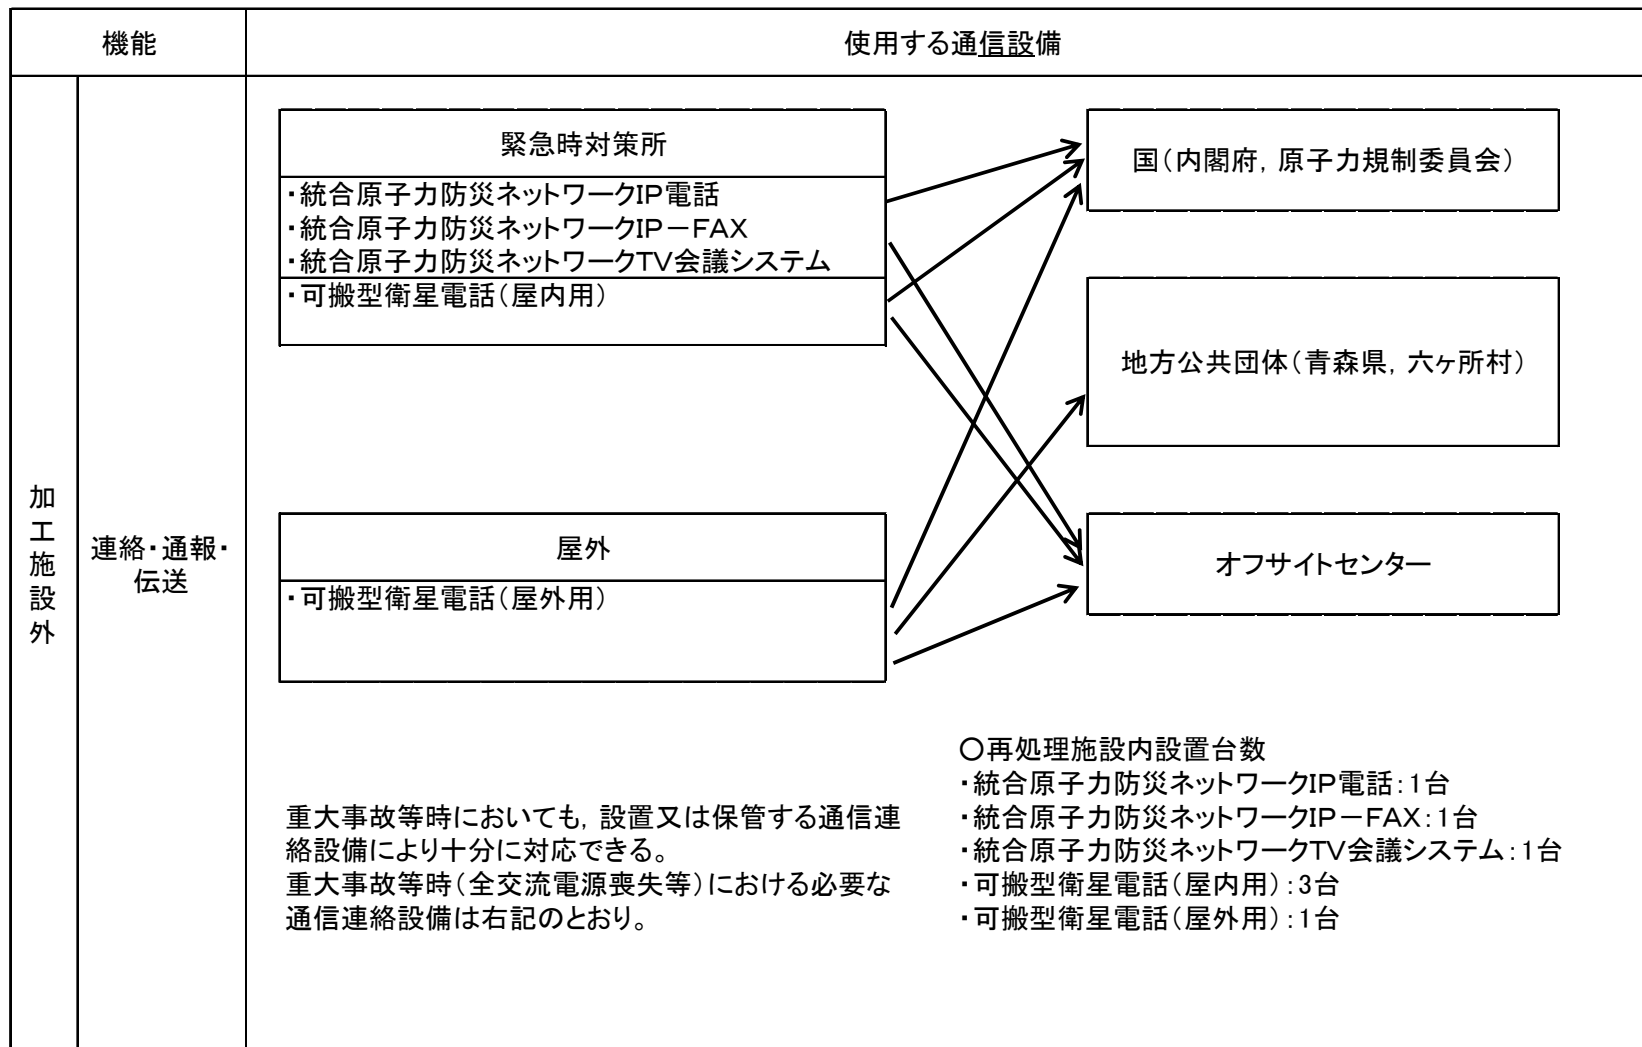 機能
使用する通信設備
加工施設外
連絡・通報・
伝送
緊急時対策所
・統合原子力防災ネットワークIP電話
・統合原子力防災ネットワークIP－FAX
・統合原子力防災ネットワークTV会議システム
・可搬型衛星電話(屋内用)
国(内閣府, 原子力規制委員会)
地方公共団体(青森県, 六ヶ所村)
屋外
・可搬型衛星電話(屋外用)
オフサイトセンター
重大事故等時においても, 設置又は保管する通信連
絡設備により十分に対応できる。
重大事故等時(全交流電源喪失等)における必要な
通信連絡設備は右記のとおり。
○再処理施設内設置台数
・統合原子力防災ネットワークIP電話：1台
・統合原子力防災ネットワークIP－FAX：1台
・統合原子力防災ネットワークTV会議システム：1台
・可搬型衛星電話(屋内用)：3台
・可搬型衛星電話(屋外用)：1台